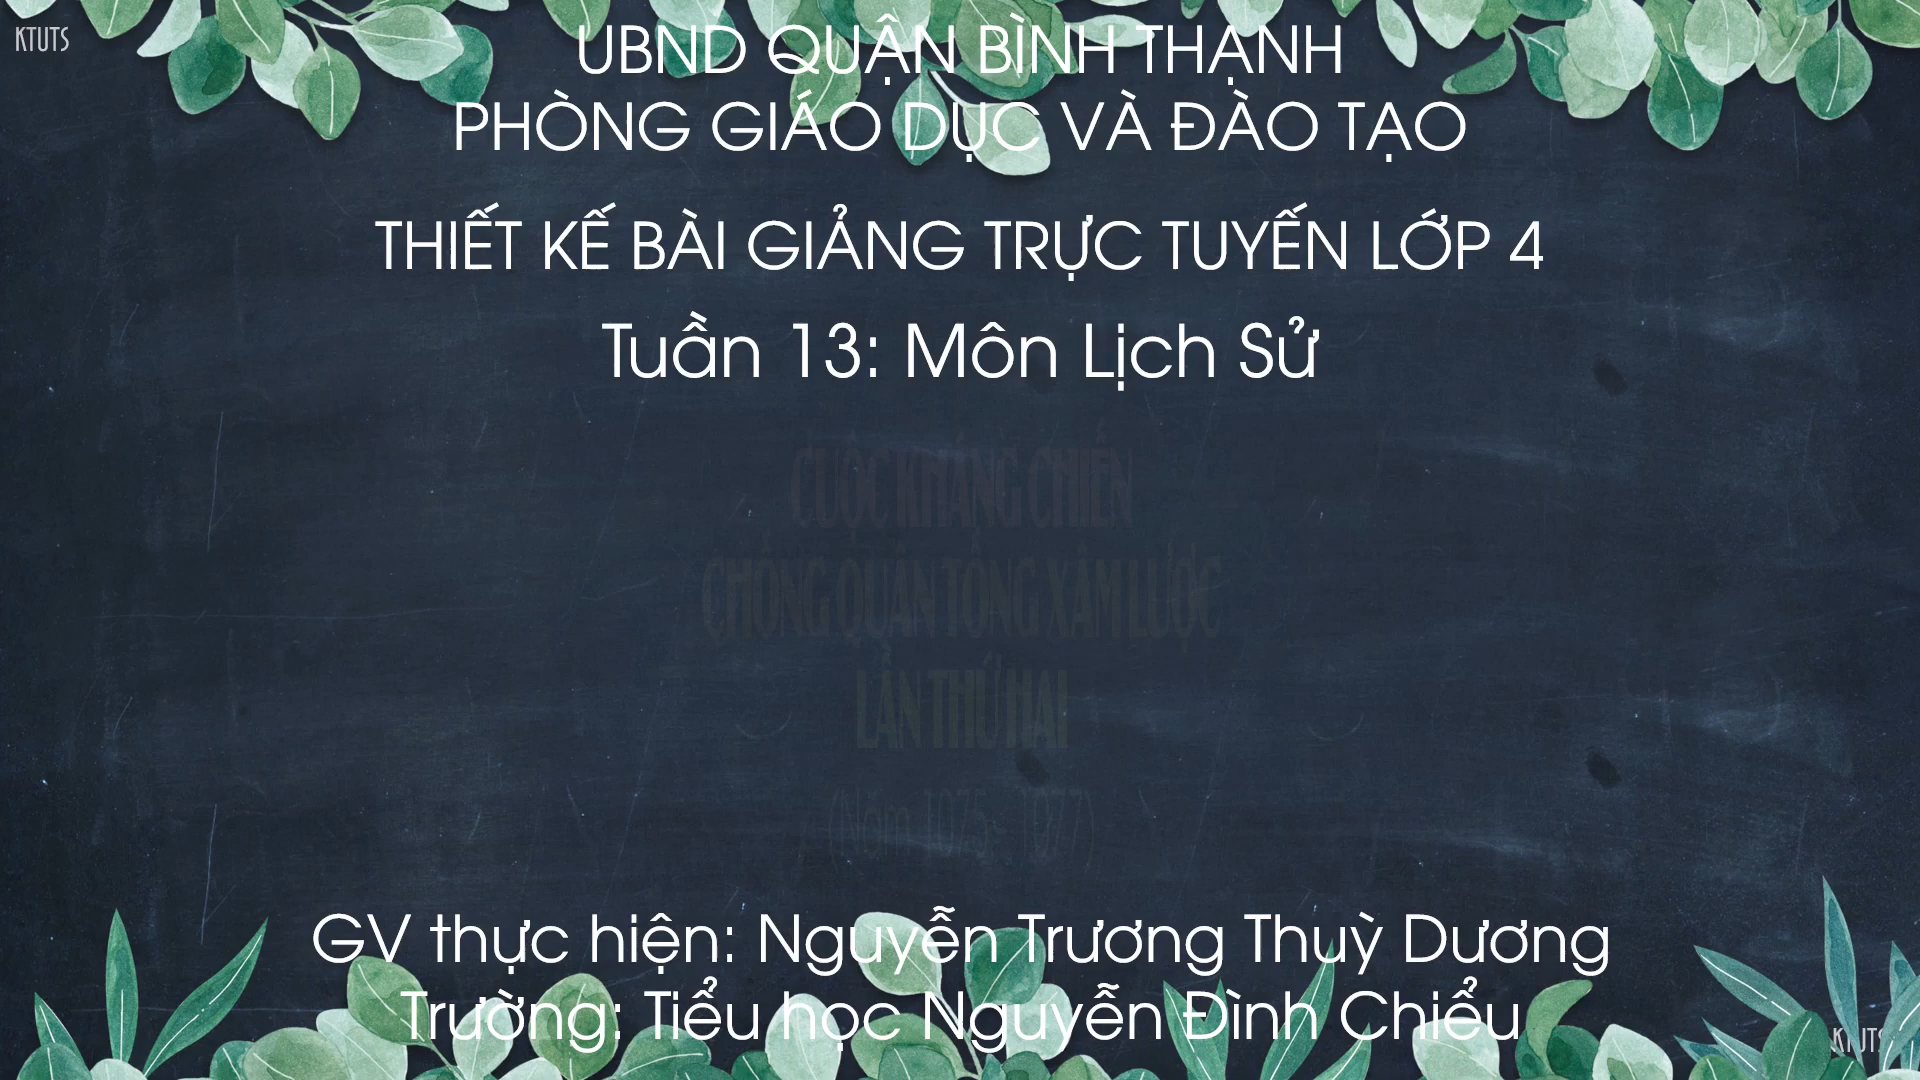 KTUTS
UBND QUẬN BÌNH THẠNH
PHÒNG GIÁO DỤC VÀ ĐÀO TẠO
THIẾT KẾ BÀI GIẢNG TRỰC TUYẾN LỚP 4
Tuần 13: Môn Lịch Sử
CUỘC KHÁNG CHIẾN
CHỐNG QUÂN TỐNG XÂM LƯỢC
LẦN THỨ HAI
(Năm 1075 - 1077)
GV thực hiện: Nguyễn Trương Thuỳ Dương
Trường: Tiểu học Nguyễn Đình Chiểu
KTUTS